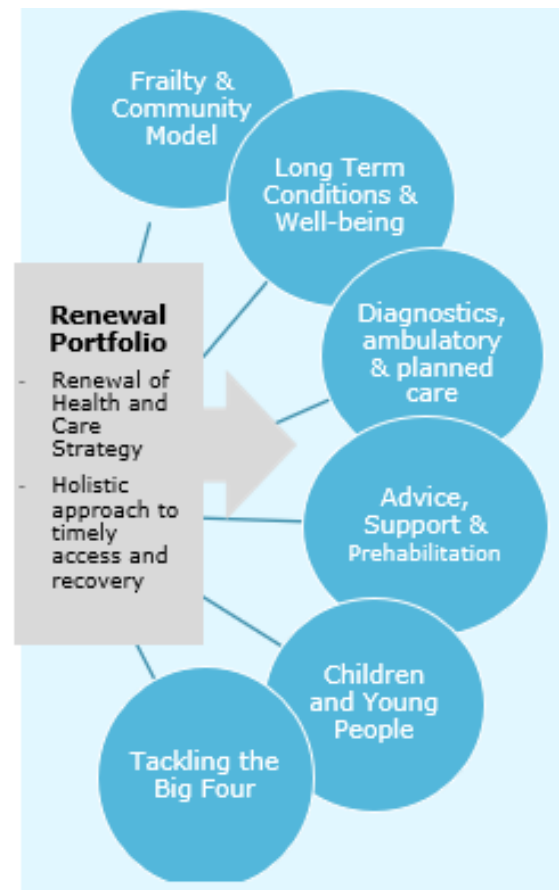 Frailty &
Community
Model
Long Term
Conditions &
Well-being
Diagnostics,
ambulatory
& planned
care
Renewal
Portfolio
- Renewal of
Health and
Care
Strategy
- Holistic
approach to
timely
access and
recovery
Advice,
Support &
Prehabilitation
Children
and Young
People
Tackling the
Big Four